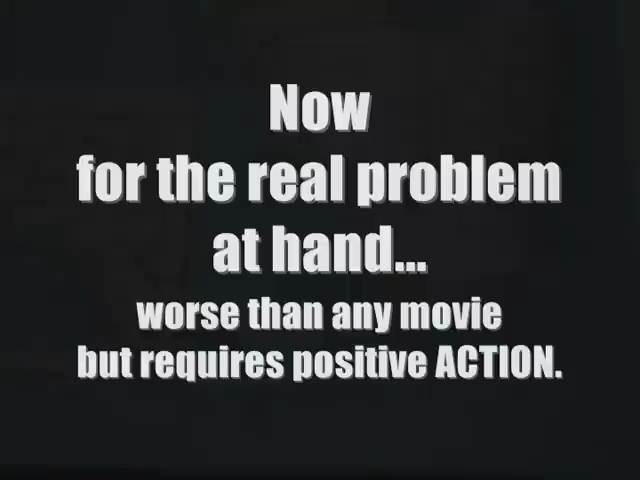 Now
for the real problem
at hand...
worse than any movie
but requires positive ACTION.